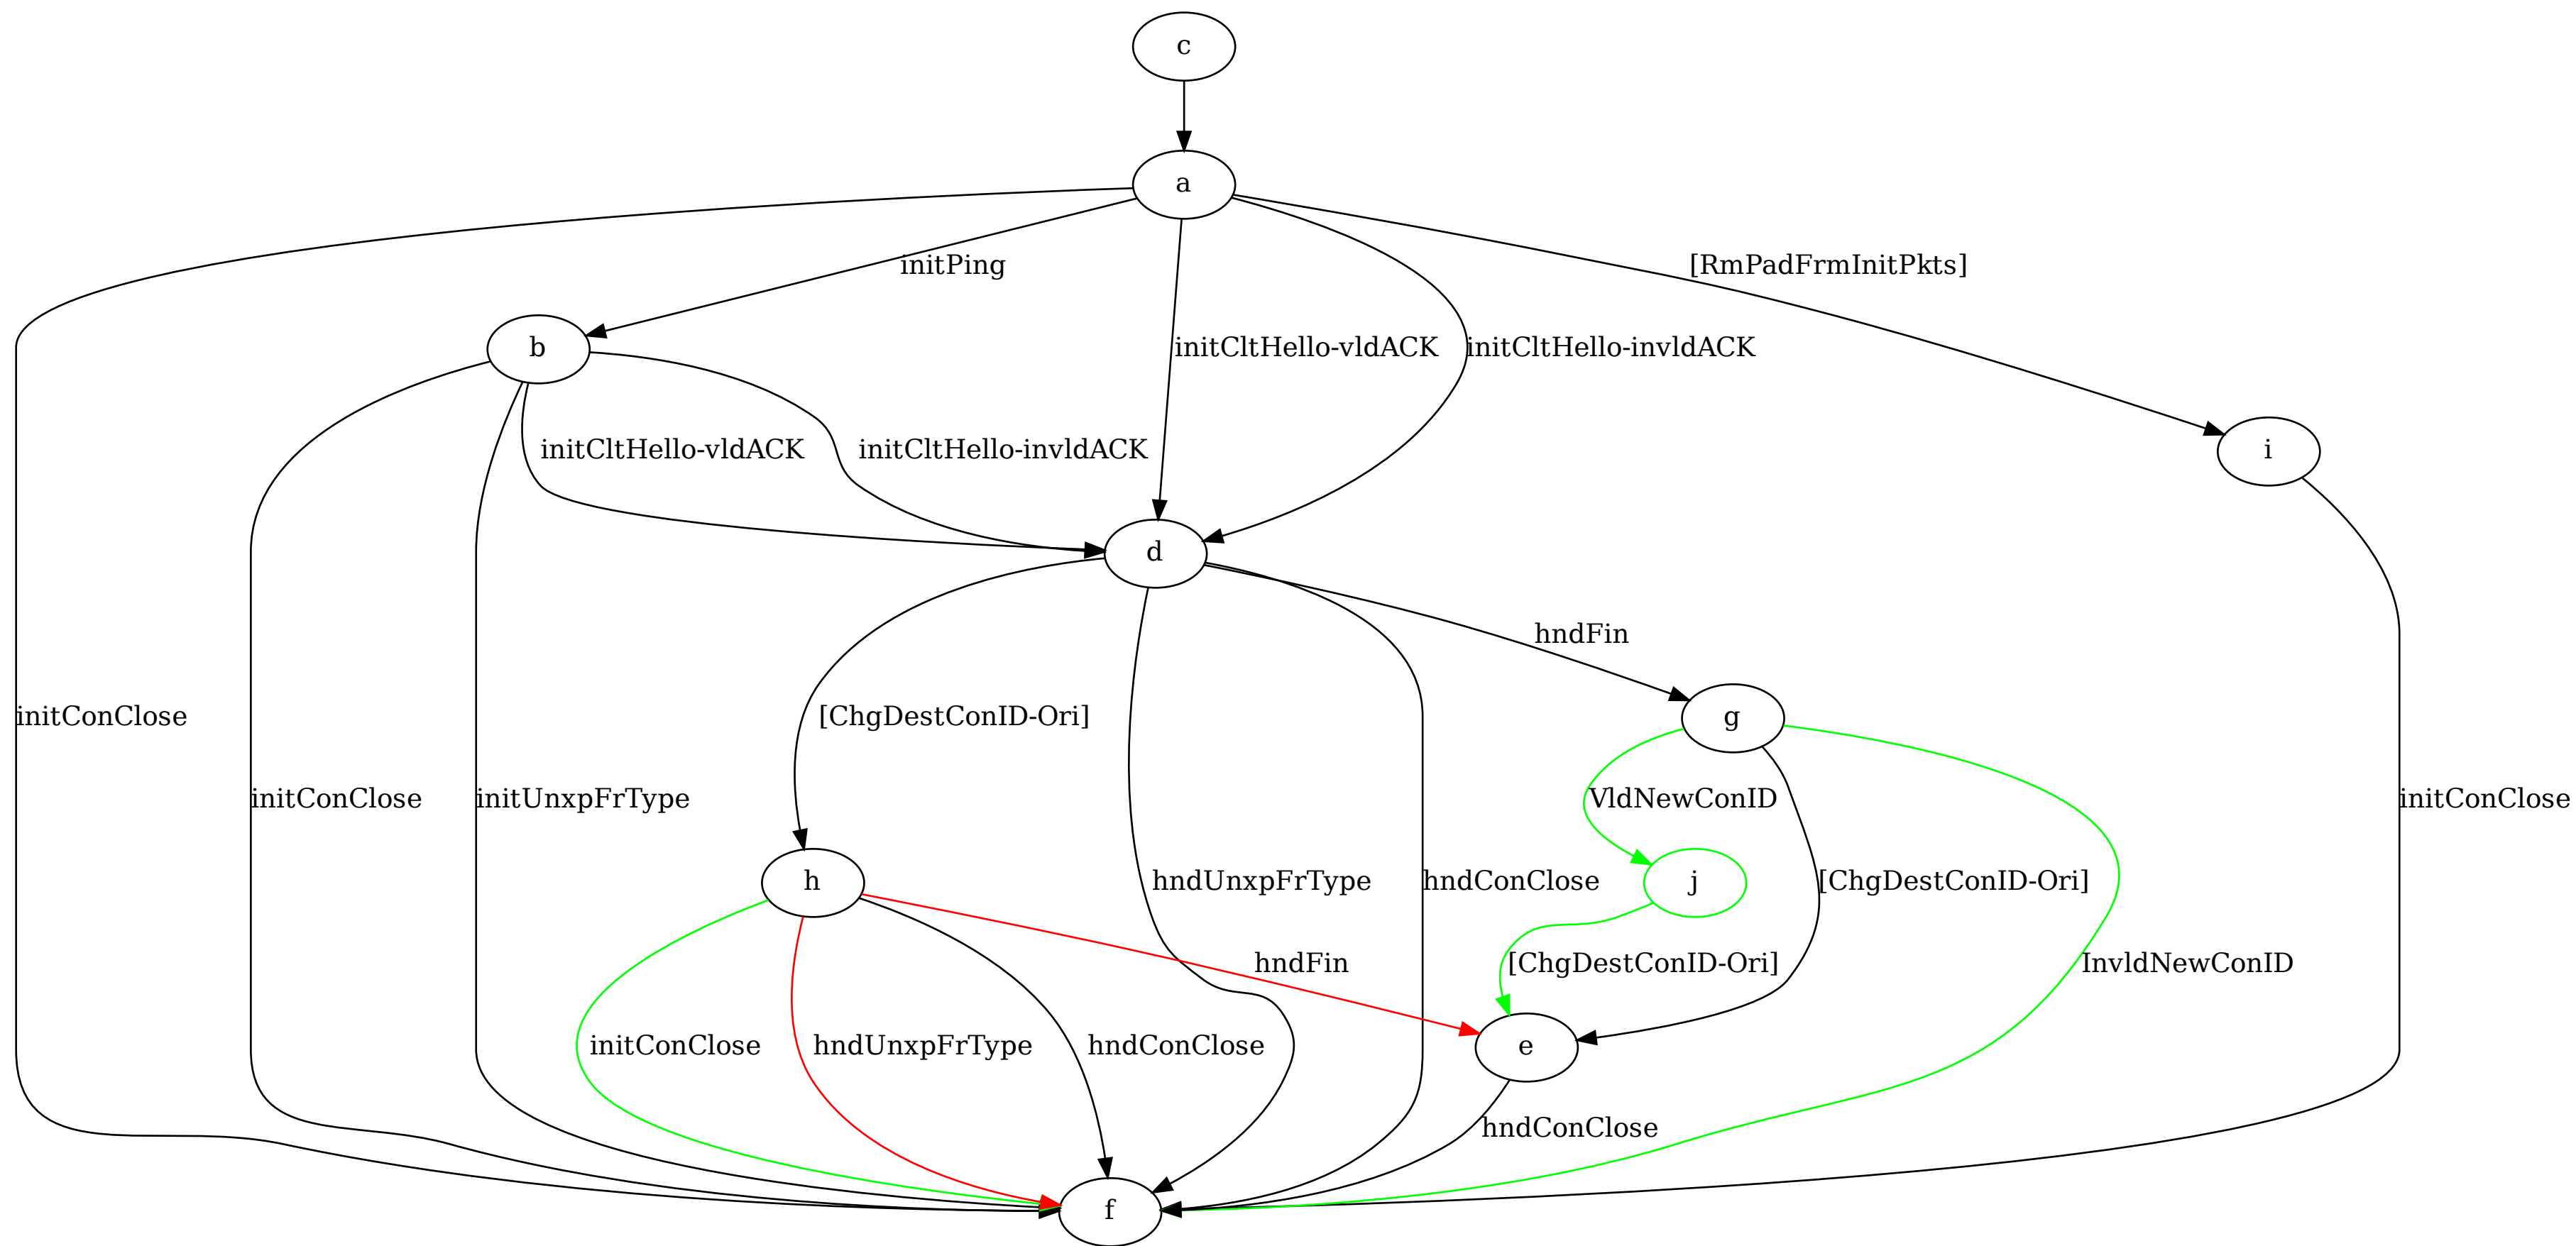 c
a
initPing
[RmPadFrmInitPkts]
b
initCltHello-vldACK
initCltHello-invldACK
initCltHello-vldACK
initCltHello-invldACK
i
d
hndFin
initConClose
[ChgDestConID-Ori]
g
initConClose
initUnxpFrType
VldNewConID
initConClose
h
hndUnxpFrType
hndConClose
j
[ChgDestConID-Ori]
hndFin
[ChgDestConID-Ori]
InvldNewConID
initConClose
hndUnxpFrType
hndConClose
e
hndConClose
f